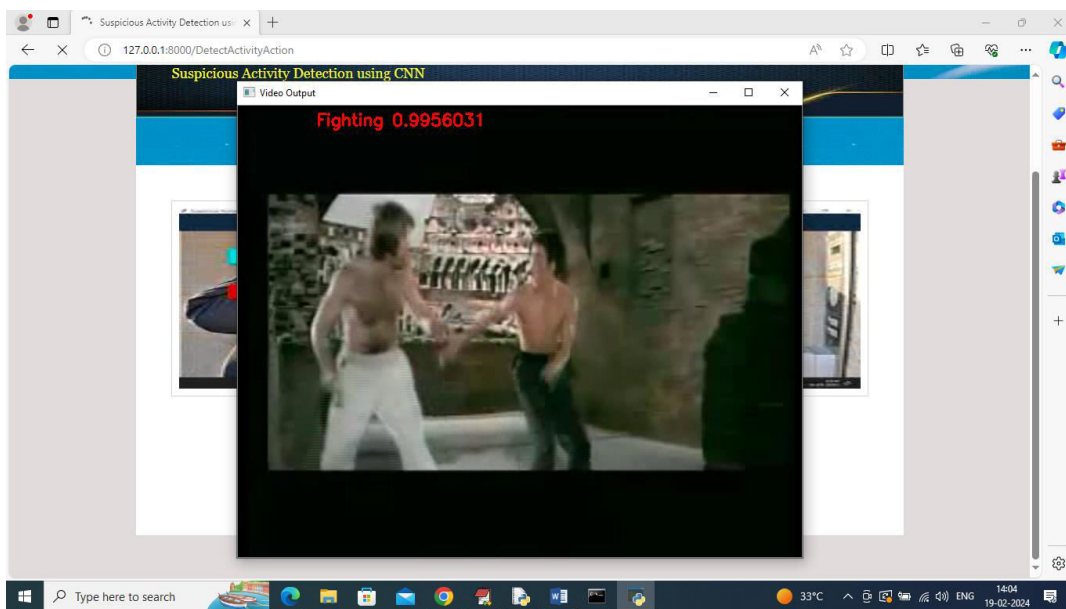 Suspicious Activity Detection usi
127.0.0.1:8000/DetectActivityAction
Suspicious Activity Detection using CNN
Video Output
Fighting 0.9956031
Type here to search
33°C
ENG
14:04
19-02-2024